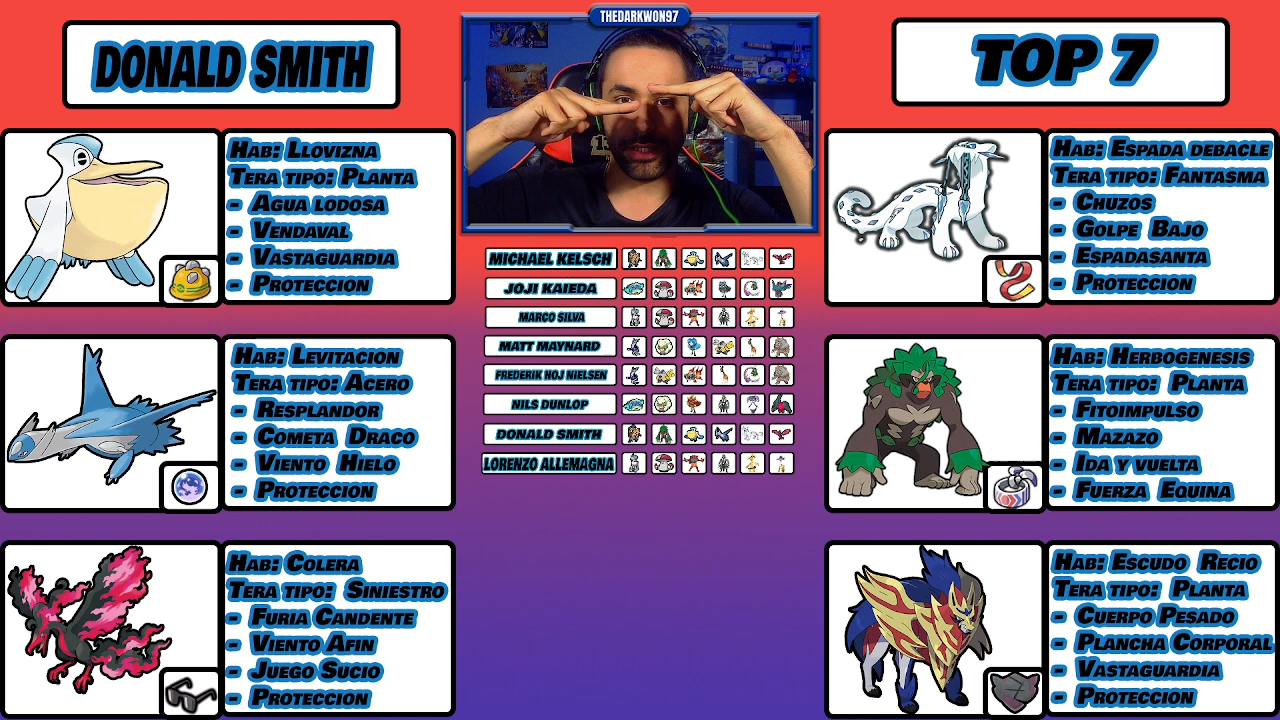 THEDARKWON97
DONALD SMITH
TOP 7
HAB: LLOVIZNA
TERA TIPO: PLANTA
- AGUA LODOSA
- VENDAVAL
- VASTAGUARDIA
- PROTECCION
HAB: LEVITACION
TERA TIPO: ACERO
- RESPLANDOR
- COMETA DRACO
- VIENTO HIELO
- PROTECCION
HAB: COLERA
TERA TIPO: SINIESTRO
- FURIA CANDENTE
- VIENTO AFIN
- JUEGO SUCIO
- PROTECCION
MICHAEL KELSCH
JOJI KAIEDA
MARCO SILVA
MATT MAYNARD
FREDERIK HOJ NIELSEN
NILS DUNLOP
DONALD SMITH
LORENZO ALLEMAGNA
HAB: ESPADA DEBACLE
TERA TIPO: FANTASMA
- CHUZOS
- GOLPE BAJO
- ESPADASANTA
- PROTECCION
HAB: HERBOGENESIS
TERA TIPO: PLANTA
- FITOIMPULSO
- MAZAZO
- IDA Y VUELTA
- FUERZA EQUINA
HAB: ESCUDO RECIO
TERA TIPO: PLANTA
- CUERPO PESADO
- PLANCHA CORPORAL
- VASTAGUARDIA
- PROTECCION